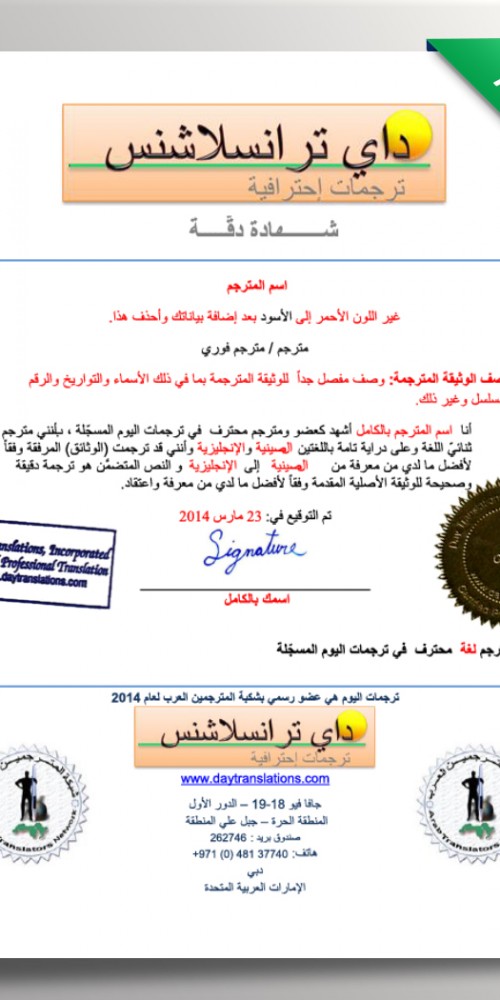 داي ترانسلاشنس
ترجمات إحترافية
شـــــهادة دقَّـــــة
اسم المترجم
غير اللون الأحمر إلى الأسود بعد إضافة بياناتك وأحذف هذا.
مترجم / مترجم فوري
الوثيقة المترجمة: وصف مفصل جداً للوثيقة المترجمة بما في ذلك الأسماء والتواريخ والرقم
وغير ذلك.
أنا اسم المترجم بالكامل أشهد كعضو ومترجم محترف في ترجمات اليوم المسجّلة ، بأنني مترجم
ثنائيّ اللغة وعلى دراية تامة باللغتين الصينية والإنجليزية وأنني قد ترجمت (الوثائق) المرفقة وفقاً
لأفضل ما لدي من معرفة من الصينية إلى الإنجليزية و النص المتضمَّن هو ترجمة دقيقة
وصحيحة للوثيقة الأصلية المقدمة وفقاً لأفضل ما لدي من معرفة واعتقاد.
تم التوقيع في: 23 مارس 2014
Signature
Incorporated
Professional Translation
daytranslations.com
اسمك بالكامل
لغة محترف في ترجمات اليوم المسجّلة
ترجمات اليوم هي عضو رسمي بشكبة المترجمين العرب لعام 2014
داي ترانسلاشنس
ترجمات إحترافية
www.daytranslations.com
جافا فيو 18-19 – الدور الأول
المنطقة الحرة – جبل علي المنطقة
صندوق بريد : 262746
هاتف: 37740 481 (0) 971+
دبي
الإمارات العربية المتحدة
Translators Network